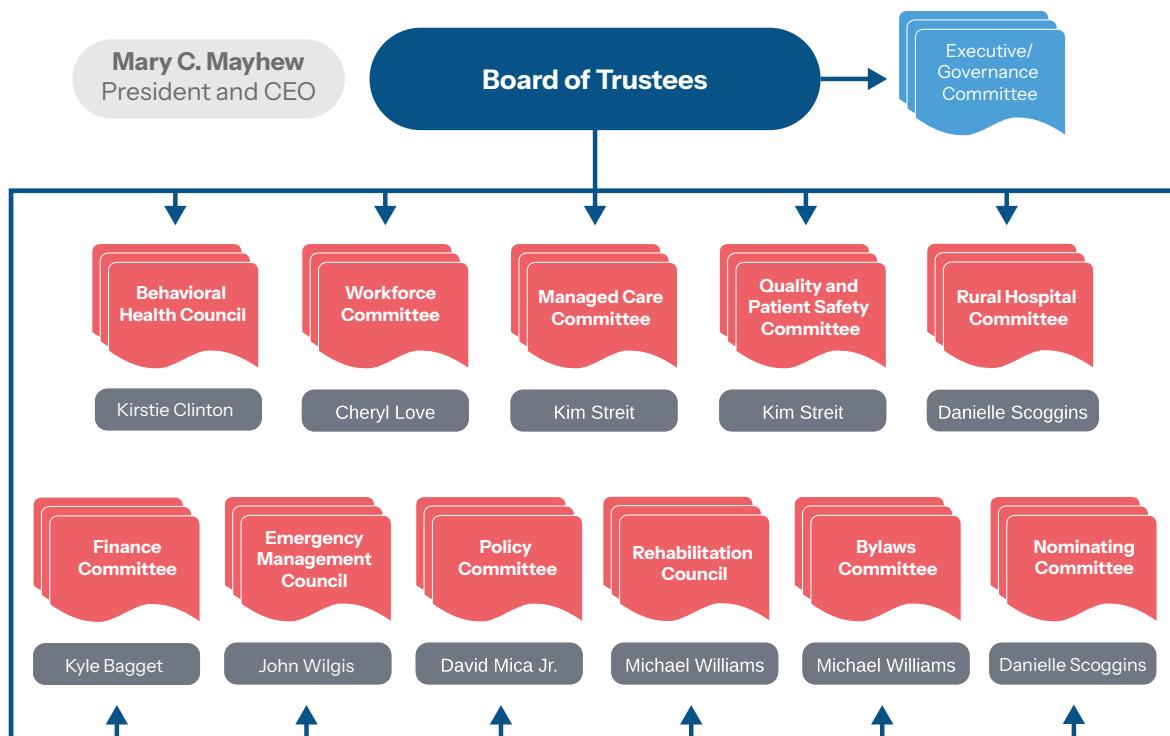 Mary C. Mayhew
President and CEO
Board of Trustees
Executive/
Governance
Committee
Behavioral
Health Council
Workforce
Committee
Managed Care
Committee
Quality and
Patient Safety
Committee
Rural Hospital
Committee
Kirstie Clinton
Cheryl Love
Kim Streit
Kim Streit
Danielle Scoggins
Finance
Committee
Emergency
Management
Council
Policy
Committee
Rehabilitation
Council
Bylaws
Committee
Nominating
Committee
Kyle Bagget
John Wilgis
David Mica Jr.
Michael Williams
Michael Williams
Danielle Scoggins